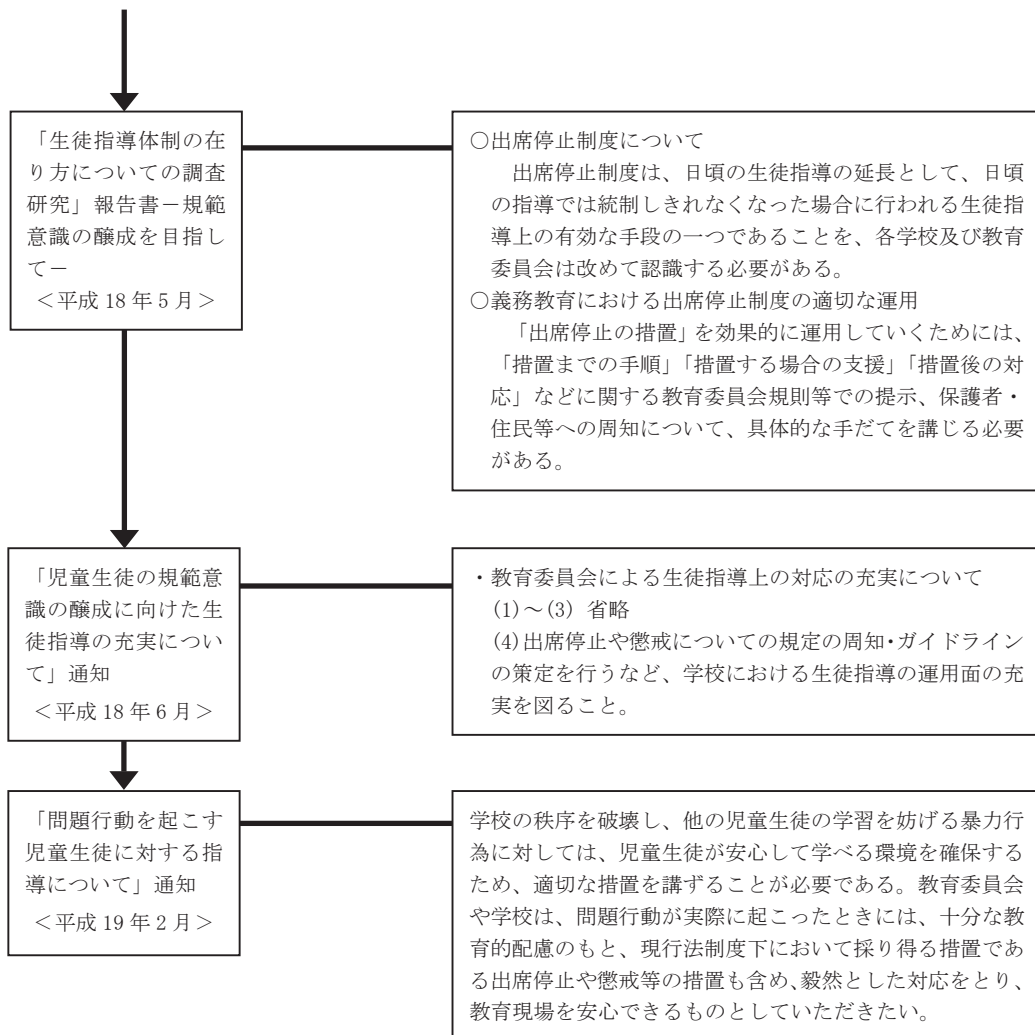 「生徒指導体制の在
り方についての調査
研究」報告書－規範
意識の醸成を目指し
て－
＜平成 18 年 5 月＞
○出席停止制度について
出席停止制度は、日頃の生徒指導の延長として、日頃
の指導では統制しきれなくなった場合に行われる生徒指
導上の有効な手段の一つであることを、各学校及び教育
委員会は改めて認識する必要がある。
○義務教育における出席停止制度の適切な運用
「出席停止の措置」を効果的に運用していくためには、
「措置までの手順」「措置する場合の支援」「措置後の対
応」などに関する教育委員会規則等での提示、保護者・
住民等への周知について、具体的な手だてを講じる必要
がある。
「児童生徒の規範意
識の醸成に向けた生
徒指導の充実につい
て」通知
＜平成 18 年 6 月＞
・教育委員会による生徒指導上の対応の充実について
(1)～(3) 省略
(4)出席停止や懲戒についての規定の周知・ガイドライン
の策定を行うなど、学校における生徒指導の運用面の充
実を図ること。
「問題行動を起こす
児童生徒に対する指
導について」通知
＜平成 19 年 2 月＞
学校の秩序を破壊し、他の児童生徒の学習を妨げる暴力行
為に対しては、児童生徒が安心して学べる環境を確保する
ため、適切な措置を講ずることが必要である。教育委員会
や学校は、問題行動が実際に起こったときには、十分な教
育的配慮のもと、現行法制度下において採り得る措置であ
る出席停止や懲戒等の措置も含め、毅然とした対応をとり、
教育現場を安心できるものとしていただきたい。